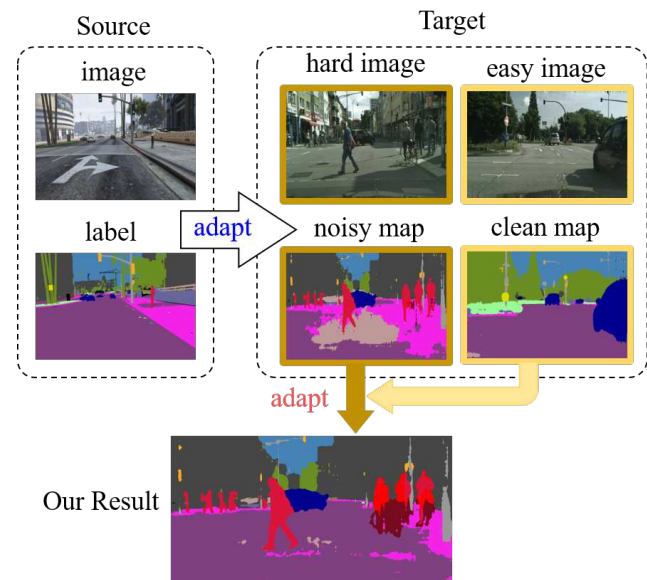 Source
Target
image
hard image
easy image
label
adapt
noisy map
clean map
adapt
Our Result